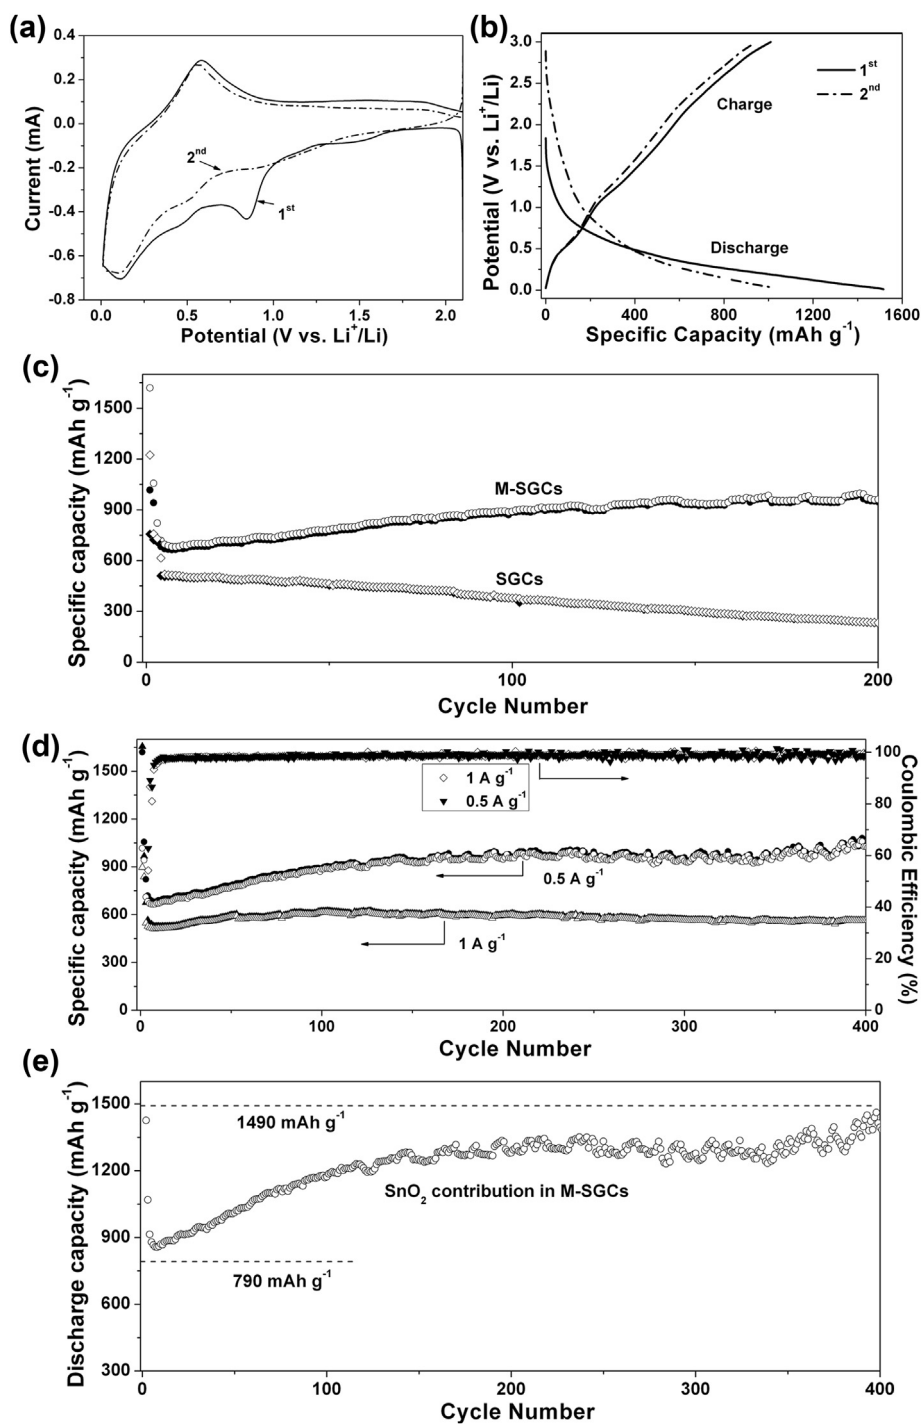 (a)
0.4
0.2
0.0
-0.2
-0.4
-0.6
-0.8
Current (mA)
2nd
1st
0.0 0.5 1.0 1.5 2.0
Potential (V vs. Li+/Li)
(b)
3.0
2.5
2.0
1.5
1.0
0.5
0.0
Potential (V vs. Li+/Li)
1st
2nd
Charge
Discharge
0 400 800 1200 1600
Specific Capacity (mAh g-1)
(c)
1500
1200
900
600
300
0
Specific capacity (mAh g-1)
M-SGCs
SGCs
0 100 200
Cycle Number
(d)
1500
1200
900
600
300
0
Specific capacity (mAh g-1)
1 A g-1
0.5 A g-1
0.5 A g-1
1 A g-1
100
80
60
40
20
0
Coulombic Efficiency (%)
0 100 200 300 400
Cycle Number
(e)
1500
1200
900
600
300
Discharge capacity (mAh g-1)
1490 mAh g-1
SnO2 contribution in M-SGCs
790 mAh g-1
0 100 200 300 400
Cycle Number